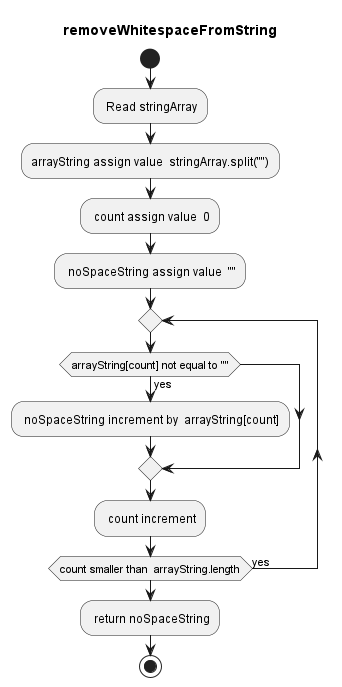 removeWhitespaceFromString
Read stringArray
arrayString assign value stringArray.split("")
count assign value 0
noSpaceString assign value ""
arrayString[count] not equal to ""
yes
noSpaceString increment by arrayString[count]
count increment
count smaller than arrayString.length
yes
return noSpaceString